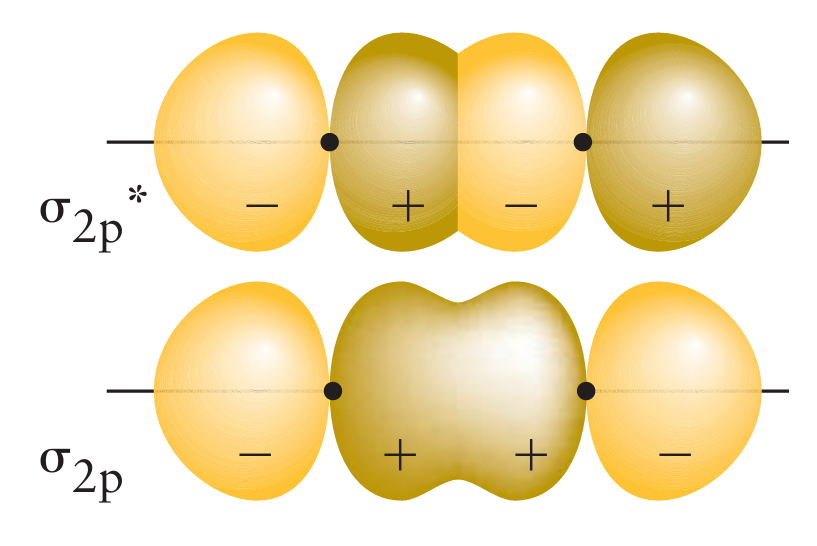 − + − +
σ2p*
− + + −
σ2p